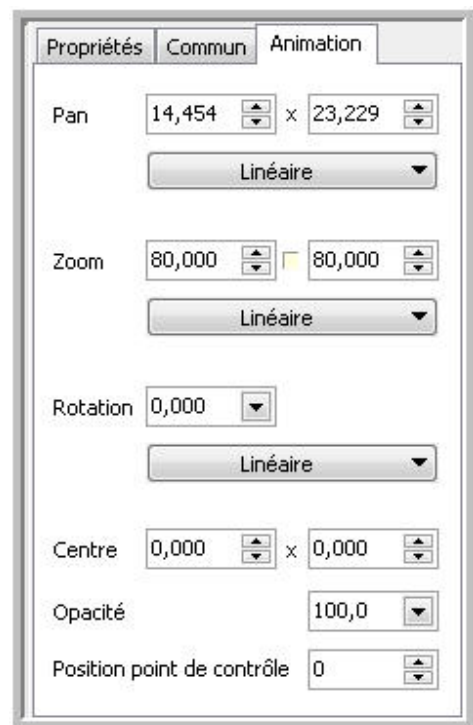 Propriétés Commun Animation
Pan 14,454 x 23,229
Linéaire
Zoom 80,000 80,000
Linéaire
Rotation 0,000
Linéaire
Centre 0,000 x 0,000
Opacité 100,0
Position point de contrôle 0